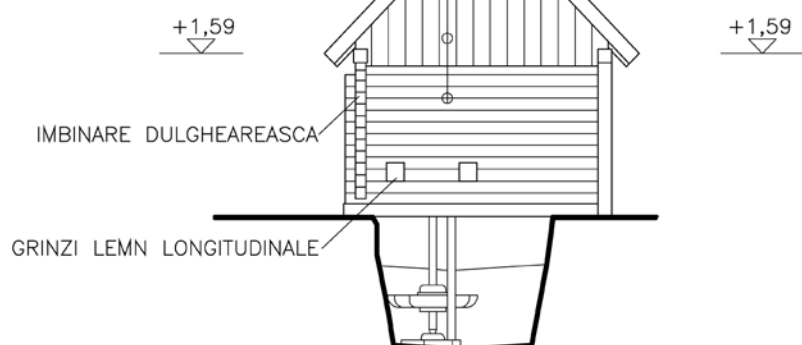 +1,59 +1,59
IMBINARE DULGHEAREASCA
GRINZI LEMN LONGITUDINALE